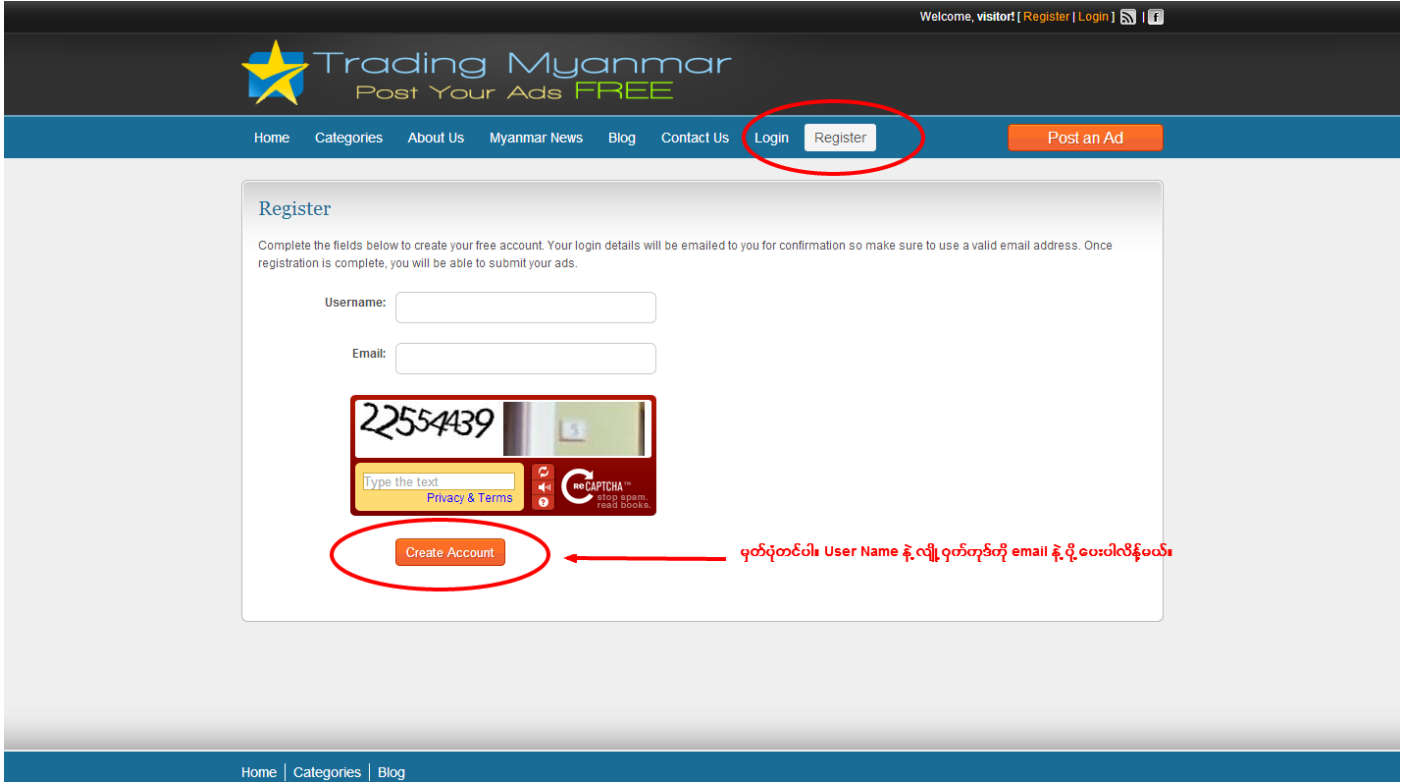 Welcome, visitor! [ Register | Login ] |
Trading Myanmar
Post Your Ads FREE
Home Categories About Us Myanmar News Blog Contact Us Login Register Post an Ad
Register
Complete the fields below to create your free account. Your login details will be emailed to you for confirmation so make sure to use a valid email address. Once
registration is complete, you will be able to submit your ads.
Username:
Email:
22554439 5
Type the text
Privacy & Terms
reCAPTCHA™
stop spam.
read books.
Create Account
မှတ်ပုံတင်ပါ။ User Name နဲ့ လျို့ဝှက်ကုဒ်ကို email နဲ့ ပို့ပေးပါလိန့်မယ်။
Home | Categories | Blog